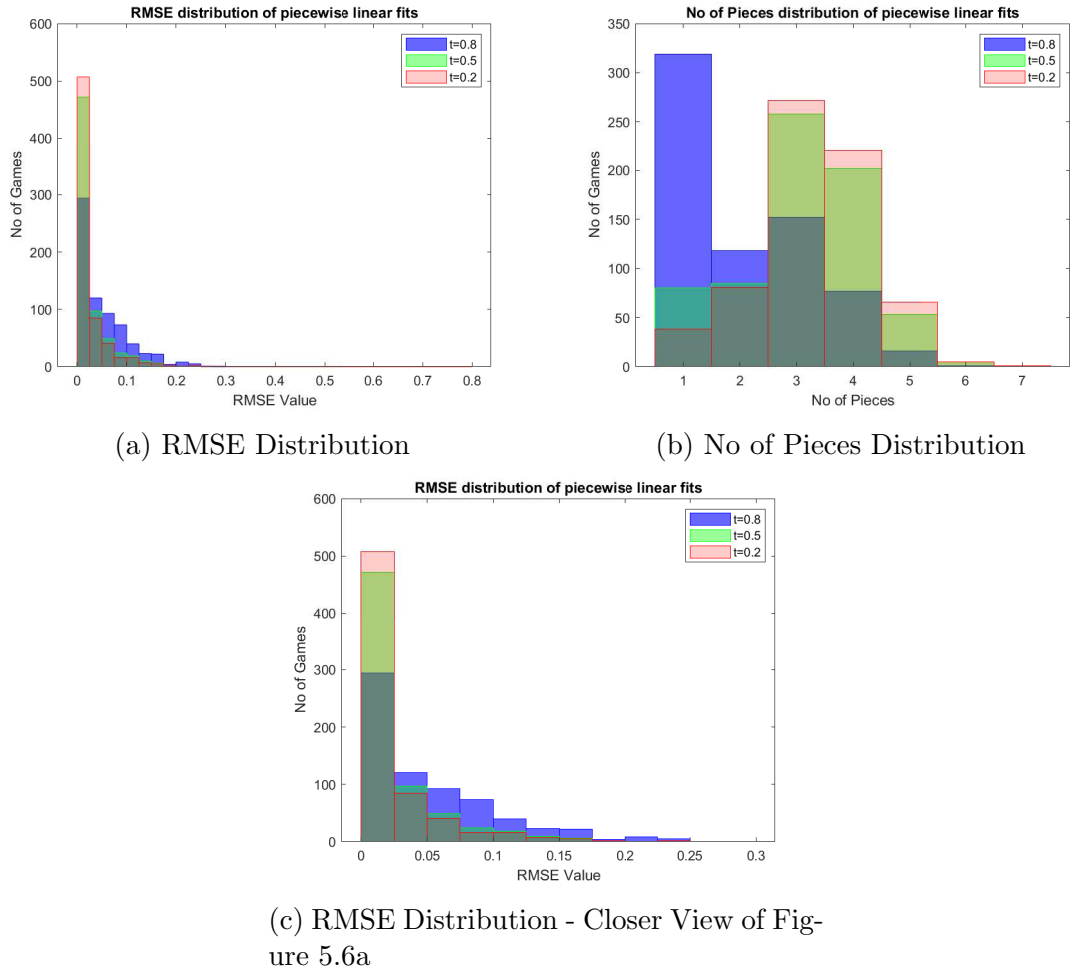 RMSE distribution of piecewise linear fits
600
500
400
300
200
100
0
No of Games
t=0.8
t=0.5
t=0.2
0 0.1 0.2 0.3 0.4 0.5 0.6 0.7 0.8
RMSE Value
(a) RMSE Distribution
No of Pieces distribution of piecewise linear fits
350
300
250
200
150
100
50
0
No of Games
t=0.8
t=0.5
t=0.2
1 2 3 4 5 6 7
No of Pieces
(b) No of Pieces Distribution
RMSE distribution of piecewise linear fits
600
500
400
300
200
100
0
No of Games
t=0.8
t=0.5
t=0.2
0 0.05 0.1 0.15 0.2 0.25 0.3
RMSE Value
(c) RMSE Distribution - Closer View of Fig-
ure 5.6a